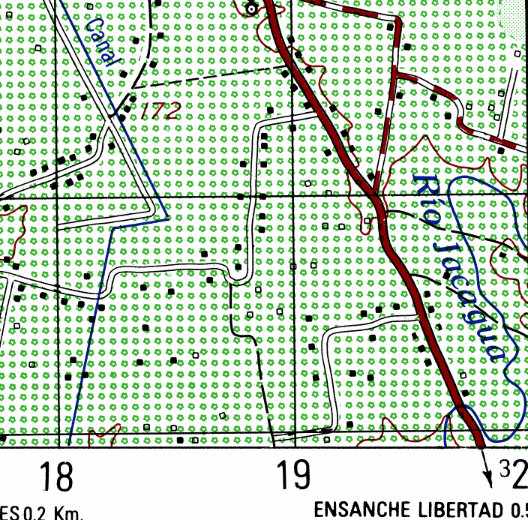 Canal
172
Río Jacagua
18
19
32
ES 0.2 Km.
ENSANCHE LIBERTAD 0.5